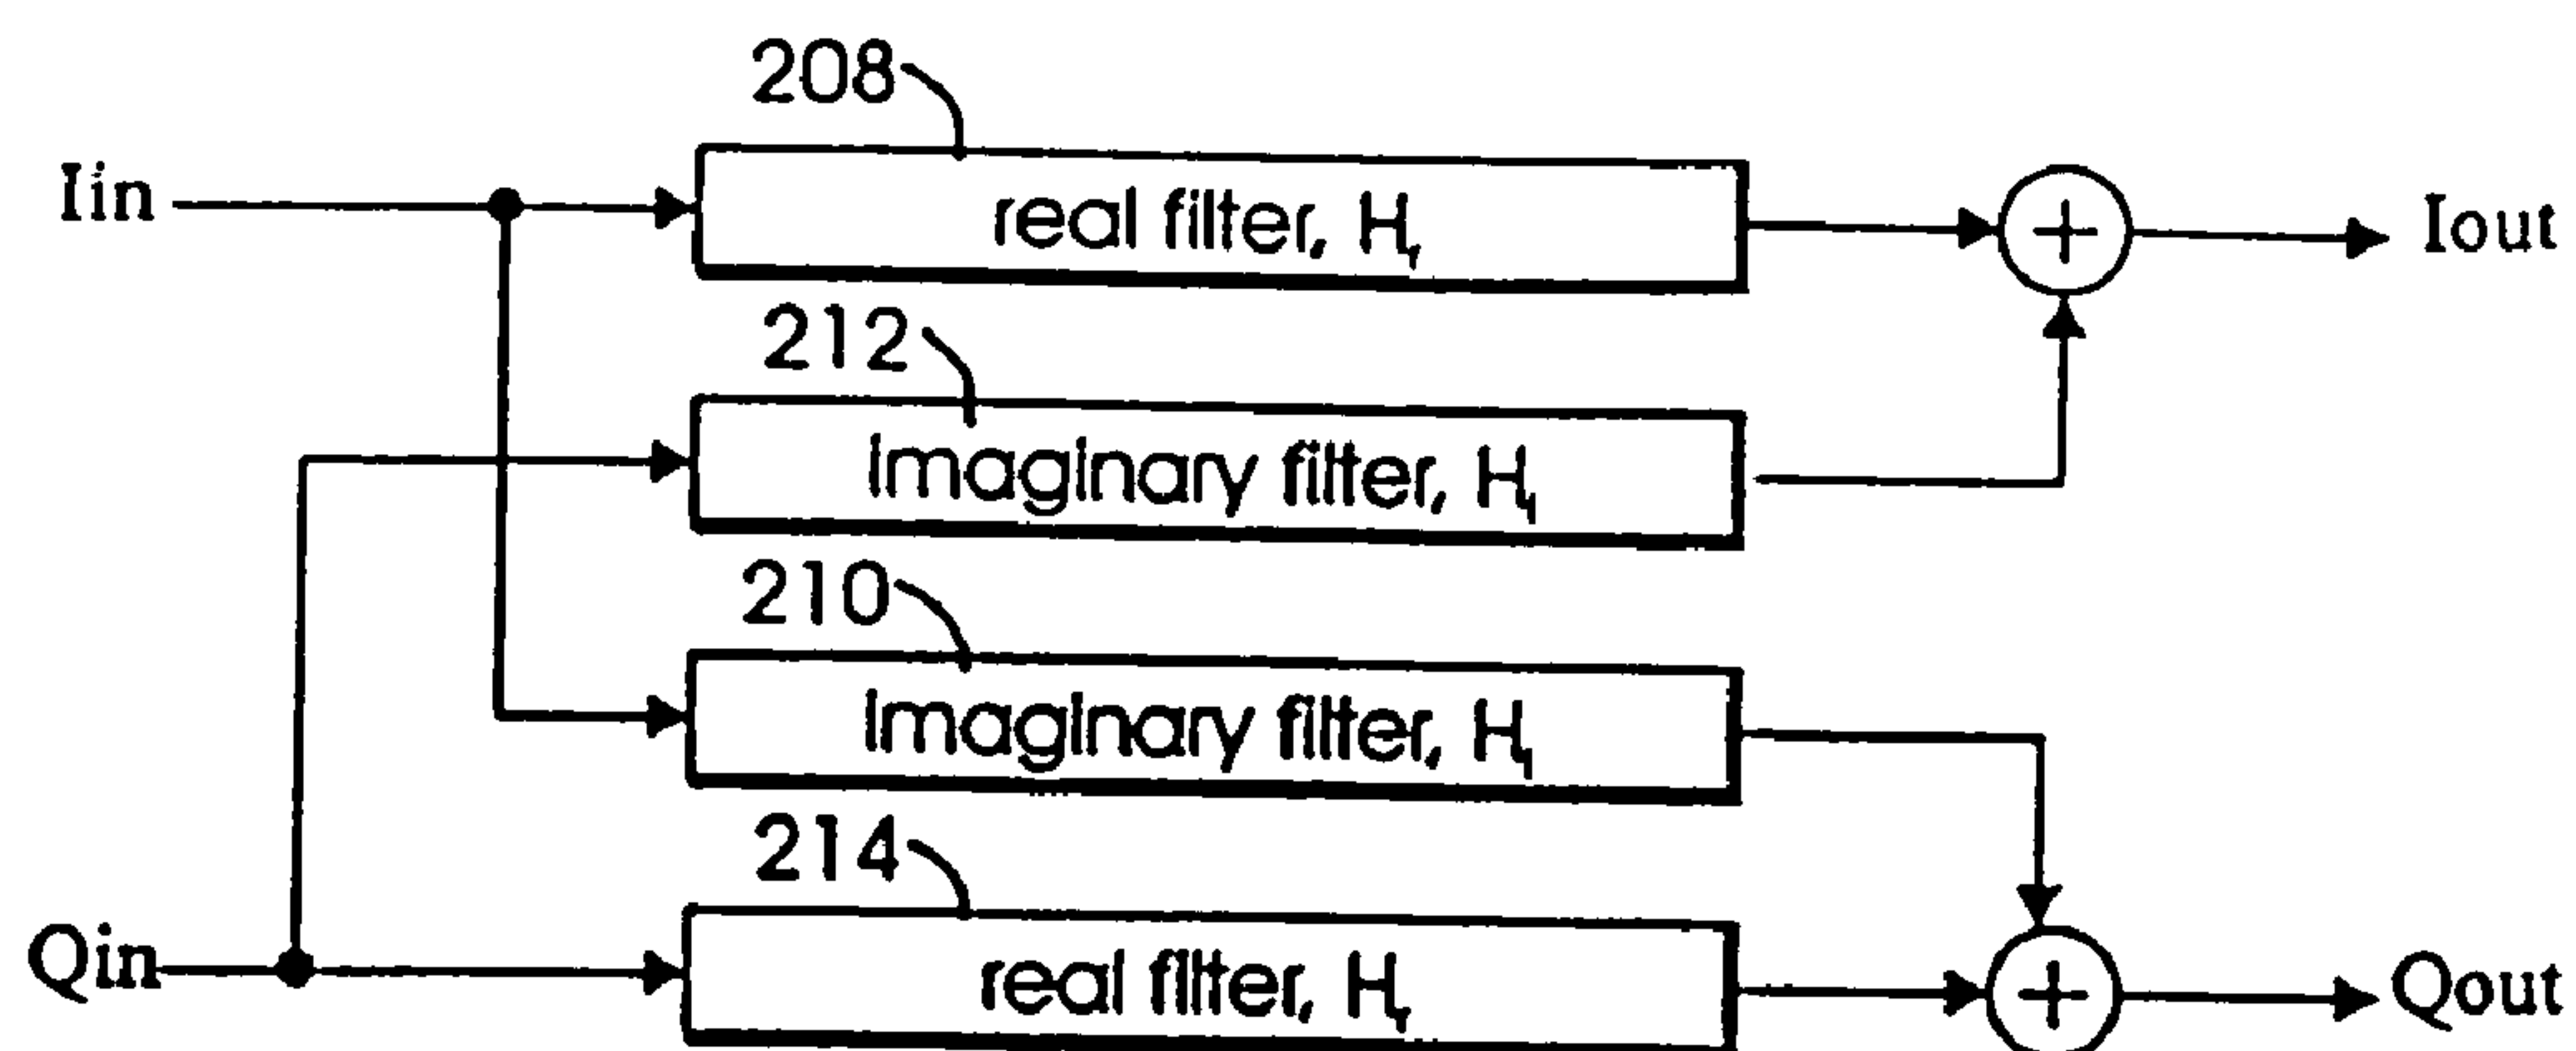 208
Iin
real filter, Hr
Iout
212
Imaginary filter, HI
210
Imaginary filter, HI
214
Qin
real filter, Hr
Qout